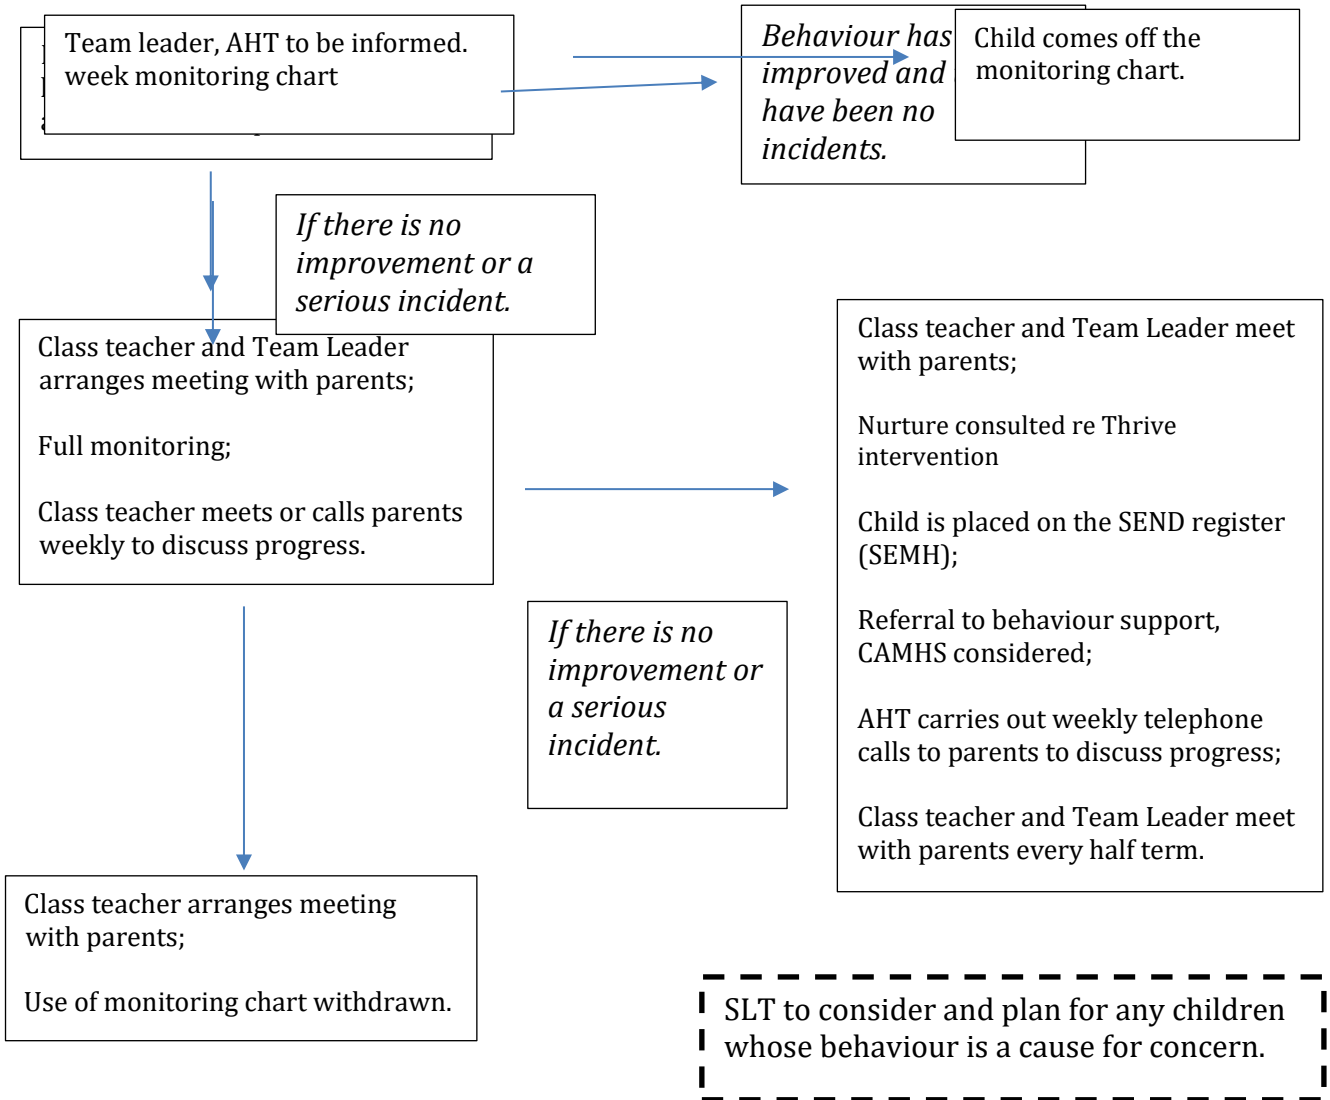 Team leader, AHT to be informed.
week monitoring chart
Behaviour has
improved and
have been no
incidents.
Child comes off the
monitoring chart.
If there is no
improvement or a
serious incident.
Class teacher and Team Leader
arranges meeting with parents;
Full monitoring;
Class teacher meets or calls parents
weekly to discuss progress.
If there is no
improvement or
a serious
incident.
Class teacher and Team Leader meet
with parents;
Nurture consulted re Thrive
intervention
Child is placed on the SEND register
(SEMH);
Referral to behaviour support,
CAMHS considered;
AHT carries out weekly telephone
calls to parents to discuss progress;
Class teacher and Team Leader meet
with parents every half term.
Class teacher arranges meeting
with parents;
Use of monitoring chart withdrawn.
SLT to consider and plan for any children
whose behaviour is a cause for concern.